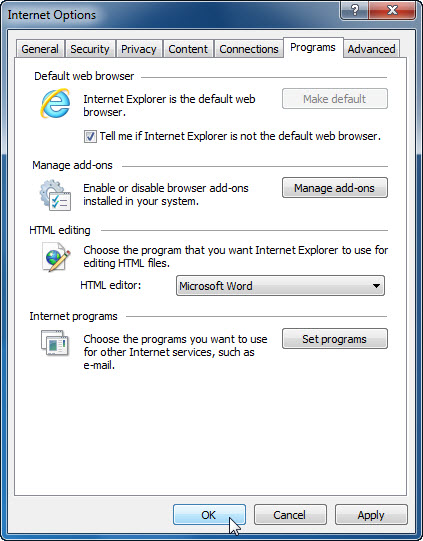 Internet Options
General Security Privacy Content Connections Programs Advanced
Default web browser
Internet Explorer is the default web
browser.
Make default
Tell me if Internet Explorer is not the default web browser.
Manage add-ons
Enable or disable browser add-ons
installed in your system.
Manage add-ons
HTML editing
Choose the program that you want Internet Explorer to use for
editing HTML files.
HTML editor: Microsoft Word
Internet programs
Choose the programs you want to use
for other Internet services, such as
e-mail.
Set programs
OK Cancel Apply